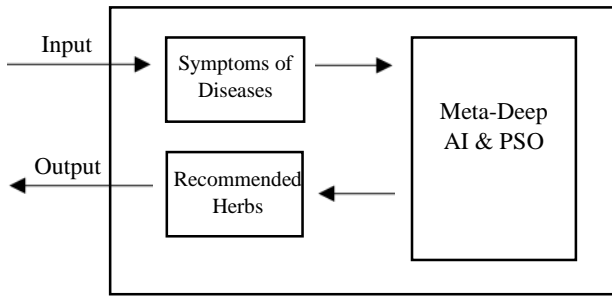 Input
Symptoms of
Diseases
Meta-Deep
AI & PSO
Output
Recommended
Herbs